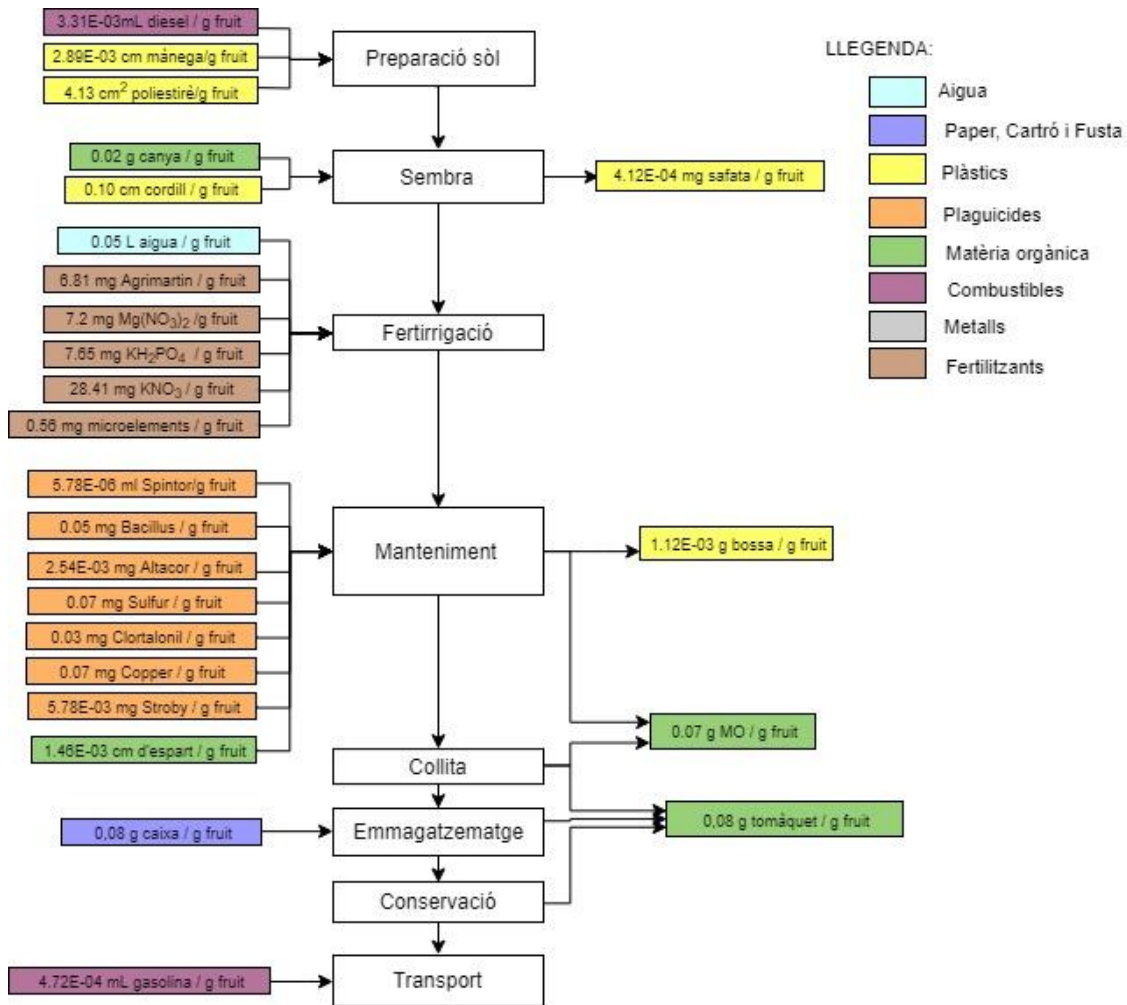 3.31E-03mL diesel / g fruit
2.89E-03 cm mànega/g fruit
4.13 cm² poliestirè/g fruit
Preparació sòl
0.02 g canya / g fruit
0.10 cm cordill / g fruit
Sembra
4.12E-04 mg safata / g fruit
0.05 L aigua / g fruit
6.81 mg Agrimartin / g fruit
7.2 mg Mg(NO₃)₂ /g fruit
7.65 mg KH₂PO₄ / g fruit
28.41 mg KNO₃ / g fruit
0.56 mg microelements / g fruit
Fertirrigació
5.78E-06 ml Spintor/g fruit
0.05 mg Bacillus / g fruit
2.54E-03 mg Altacor / g fruit
0.07 mg Sulfur / g fruit
0.03 mg Clortalonil / g fruit
0.07 mg Copper / g fruit
5.78E-03 mg Stroby / g fruit
1.46E-03 cm d'espart / g fruit
Manteniment
1.12E-03 g bossa / g fruit
0.07 g MO / g fruit
Collita
0,08 g caixa / g fruit
Emmagatzematge
0,08 g tomàquet / g fruit
Conservació
4.72E-04 mL gasolina / g fruit
Transport
LLEGENDA:
Aigua
Paper, Cartró i Fusta
Plàstics
Plaguicides
Matèria orgànica
Combustibles
Metalls
Fertilitzants